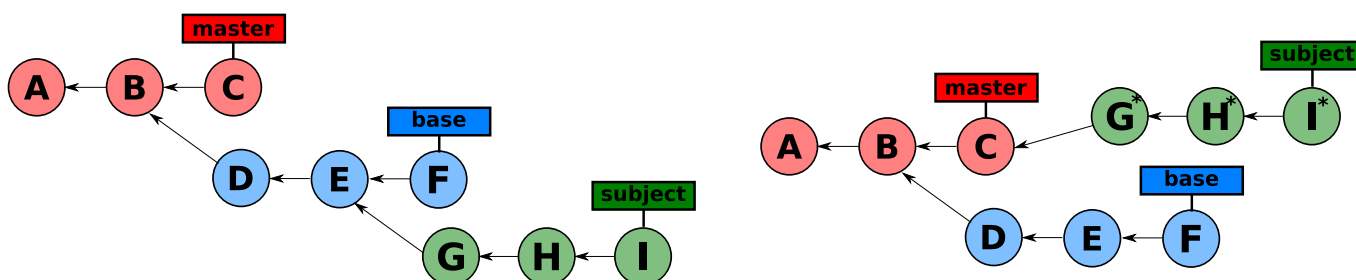 master
A B C
base
D E F
subject
G H I
subject
master
G* H* I*
A B C
base
D E F